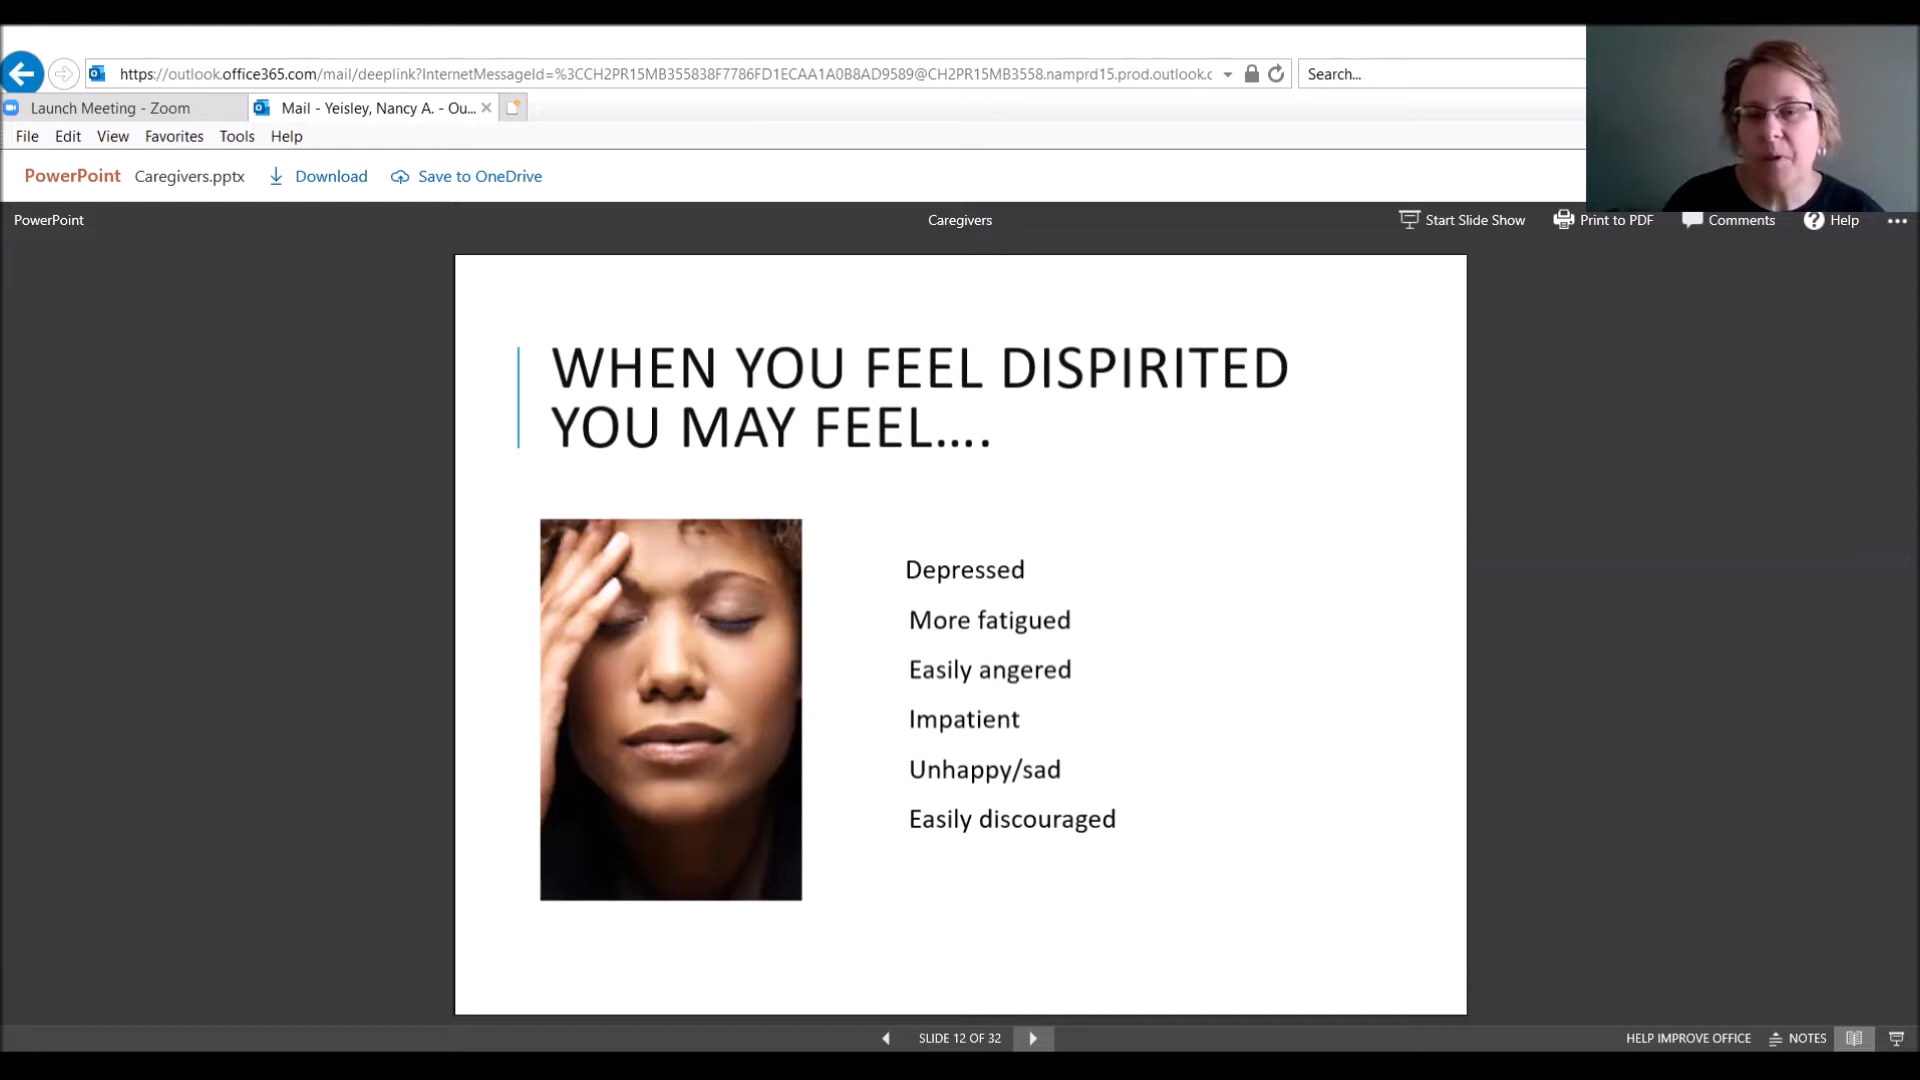 https://outlook.office365.com/mail/deeplink?InternetMessageId=%3CCH2PR15MB355838F7786FD1ECAA1A0B8AD9589@CH2PR15MB3558.namprd15.prod.outlook.c
Search...
Launch Meeting - Zoom
Mail - Yeisley, Nancy A. - Ou...
File Edit View Favorites Tools Help
PowerPoint Caregivers.pptx Download Save to OneDrive
PowerPoint Caregivers Start Slide Show Print to PDF Comments Help
WHEN YOU FEEL DISPIRITED
YOU MAY FEEL....
Depressed
More fatigued
Easily angered
Impatient
Unhappy/sad
Easily discouraged
SLIDE 12 OF 32
HELP IMPROVE OFFICE NOTES